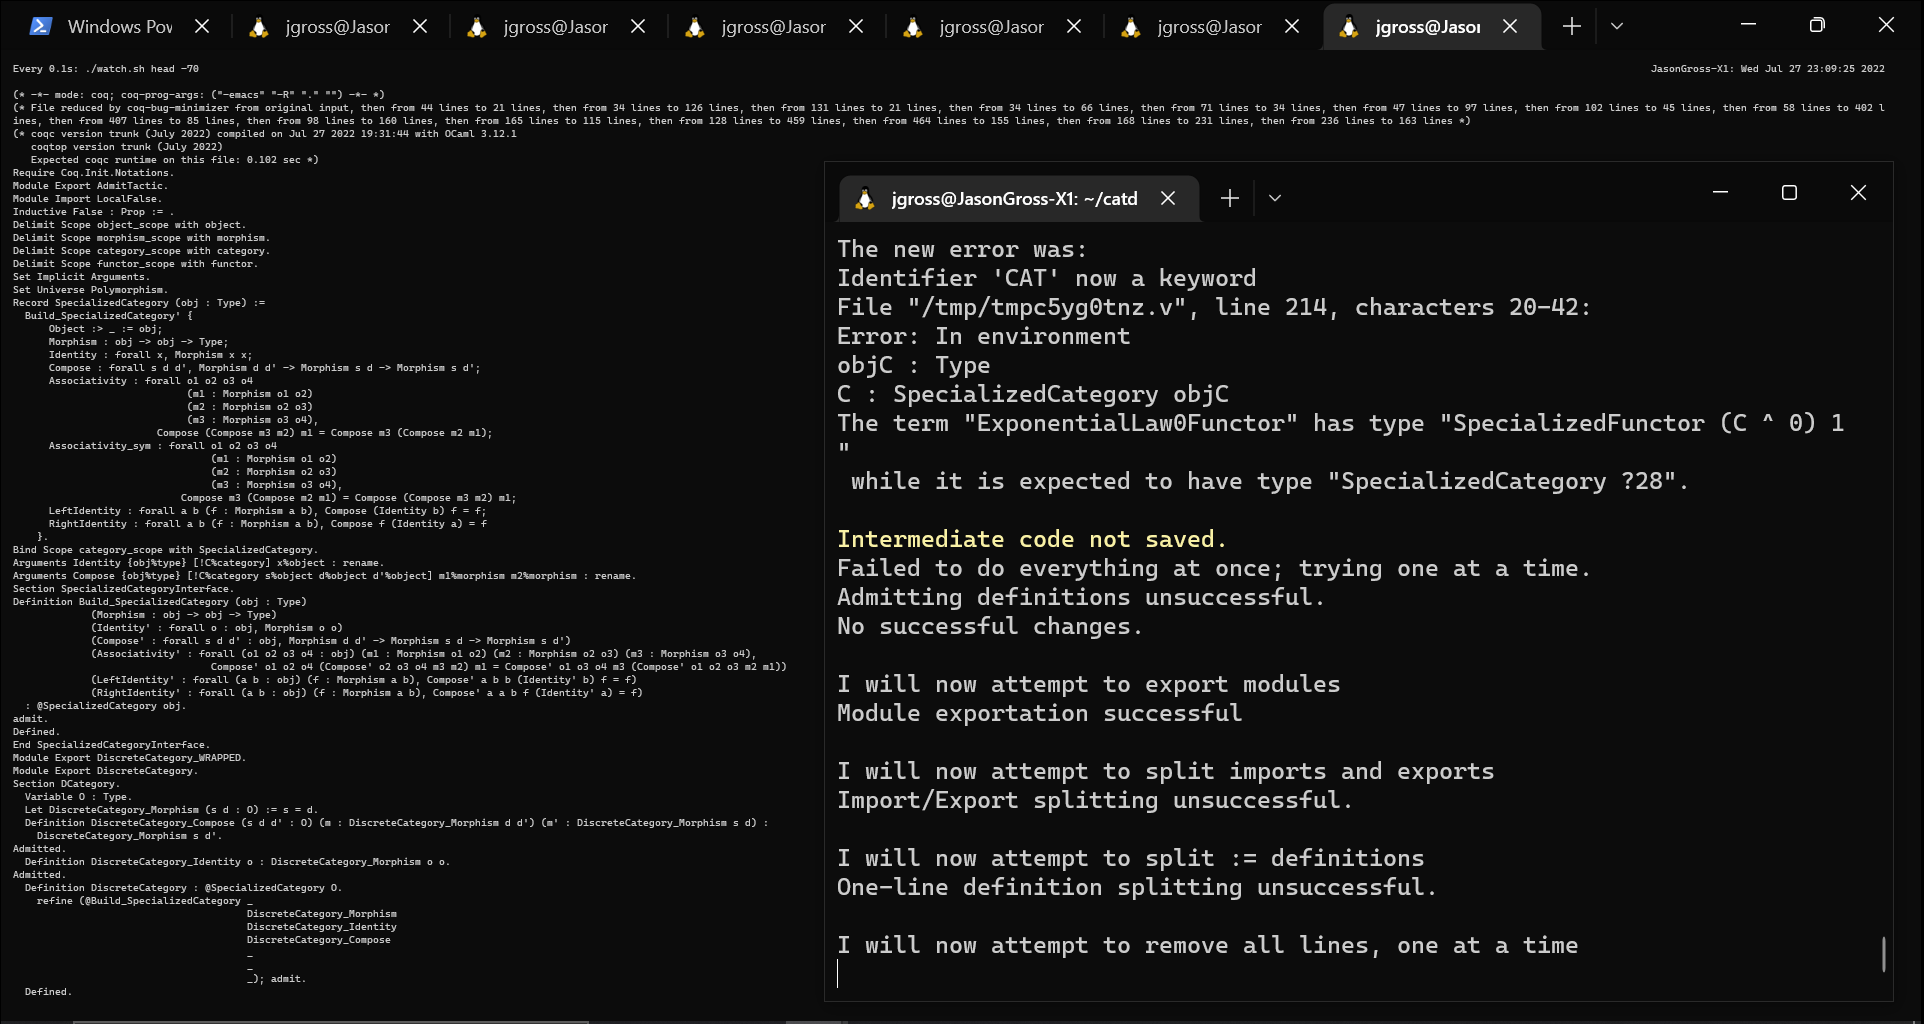 Windows Pow
jgross@Jason
jgross@Jason
jgross@Jason
jgross@Jason
jgross@Jason
jgross@Jason
Every 0.1s: ./watch.sh head -70
JasonGross-X1: Wed Jul 27 23:09:25 2022
(* -*- mode: coq; coq-prog-args: ("-emacs" "-R" "." "") -*- *)
(* File reduced by coq-bug-minimizer from original input, then from 44 lines to 21 lines, then from 34 lines to 126 lines, then from 131 lines to 21 lines, then from 34 lines to 66 lines, then from 71 lines to 34 lines, then from 47 lines to 97 lines, then from 102 lines to 45 lines, then from 58 lines to 402 l
ines, then from 407 lines to 85 lines, then from 98 lines to 160 lines, then from 165 lines to 115 lines, then from 128 lines to 459 lines, then from 464 lines to 155 lines, then from 168 lines to 231 lines, then from 236 lines to 163 lines *)
(* coqc version trunk (July 2022) compiled on Jul 27 2022 19:31:44 with OCaml 3.12.1
   coqtop version trunk (July 2022)
   Expected coqc runtime on this file: 0.102 sec *)
Require Coq.Init.Notations.
Module Export AdmitTactic.
Module Import LocalFalse.
Inductive False : Prop := .
Delimit Scope object_scope with object.
Delimit Scope morphism_scope with morphism.
Delimit Scope category_scope with category.
Delimit Scope functor_scope with functor.
Set Implicit Arguments.
Set Universe Polymorphism.
Record SpecializedCategory (obj : Type) :=
  Build_SpecializedCategory' {
      Object :> _ := obj;
      Morphism : obj -> obj -> Type;
      Identity : forall x, Morphism x x;
      Compose : forall s d d', Morphism d d' -> Morphism s d -> Morphism s d';
      Associativity : forall o1 o2 o3 o4
                             (m1 : Morphism o1 o2)
                             (m2 : Morphism o2 o3)
                             (m3 : Morphism o3 o4),
                        Compose (Compose m3 m2) m1 = Compose m3 (Compose m2 m1);
      Associativity_sym : forall o1 o2 o3 o4
                                 (m1 : Morphism o1 o2)
                                 (m2 : Morphism o2 o3)
                                 (m3 : Morphism o3 o4),
                            Compose m3 (Compose m2 m1) = Compose (Compose m3 m2) m1;
      LeftIdentity : forall a b (f : Morphism a b), Compose (Identity b) f = f;
      RightIdentity : forall a b (f : Morphism a b), Compose f (Identity a) = f
    }.
Bind Scope category_scope with SpecializedCategory.
Arguments Identity {obj%type} [!C%category] x%object : rename.
Arguments Compose {obj%type} [!C%category s%object d%object d'%object] m1%morphism m2%morphism : rename.
Section SpecializedCategoryInterface.
Definition Build_SpecializedCategory (obj : Type)
             (Morphism : obj -> obj -> Type)
             (Identity' : forall o : obj, Morphism o o)
             (Compose' : forall s d d' : obj, Morphism d d' -> Morphism s d -> Morphism s d')
             (Associativity' : forall (o1 o2 o3 o4 : obj) (m1 : Morphism o1 o2) (m2 : Morphism o2 o3) (m3 : Morphism o3 o4),
                                 Compose' o1 o2 o4 (Compose' o2 o3 o4 m3 m2) m1 = Compose' o1 o3 o4 m3 (Compose' o1 o2 o3 m2 m1))
             (LeftIdentity' : forall (a b : obj) (f : Morphism a b), Compose' a b b (Identity' b) f = f)
             (RightIdentity' : forall (a b : obj) (f : Morphism a b), Compose' a a b f (Identity' a) = f)
  : @SpecializedCategory obj.
admit.
Defined.
End SpecializedCategoryInterface.
Module Export DiscreteCategory_WRAPPED.
Module Export DiscreteCategory.
Section DCategory.
  Variable O : Type.
  Let DiscreteCategory_Morphism (s d : O) := s = d.
  Definition DiscreteCategory_Compose (s d d' : O) (m : DiscreteCategory_Morphism d d') (m' : DiscreteCategory_Morphism s d) :
    DiscreteCategory_Morphism s d'.
Admitted.
  Definition DiscreteCategory_Identity o : DiscreteCategory_Morphism o o.
Admitted.
  Definition DiscreteCategory : @SpecializedCategory O.
    refine (@Build_SpecializedCategory _
                                       DiscreteCategory_Morphism
                                       DiscreteCategory_Identity
                                       DiscreteCategory_Compose
                                       _
                                       _
                                       _); admit.
  Defined.
jgross@JasonGross-X1: ~/catd
The new error was:
Identifier 'CAT' now a keyword
File "/tmp/tmpc5yg0tnz.v", line 214, characters 20-42:
Error: In environment
objC : Type
C : SpecializedCategory objC
The term "ExponentialLaw0Functor" has type "SpecializedFunctor (C ^ 0) 1
"
 while it is expected to have type "SpecializedCategory ?28".
Intermediate code not saved.
Failed to do everything at once; trying one at a time.
Admitting definitions unsuccessful.
No successful changes.
I will now attempt to export modules
Module exportation successful
I will now attempt to split imports and exports
Import/Export splitting unsuccessful.
I will now attempt to split := definitions
One-line definition splitting unsuccessful.
I will now attempt to remove all lines, one at a time